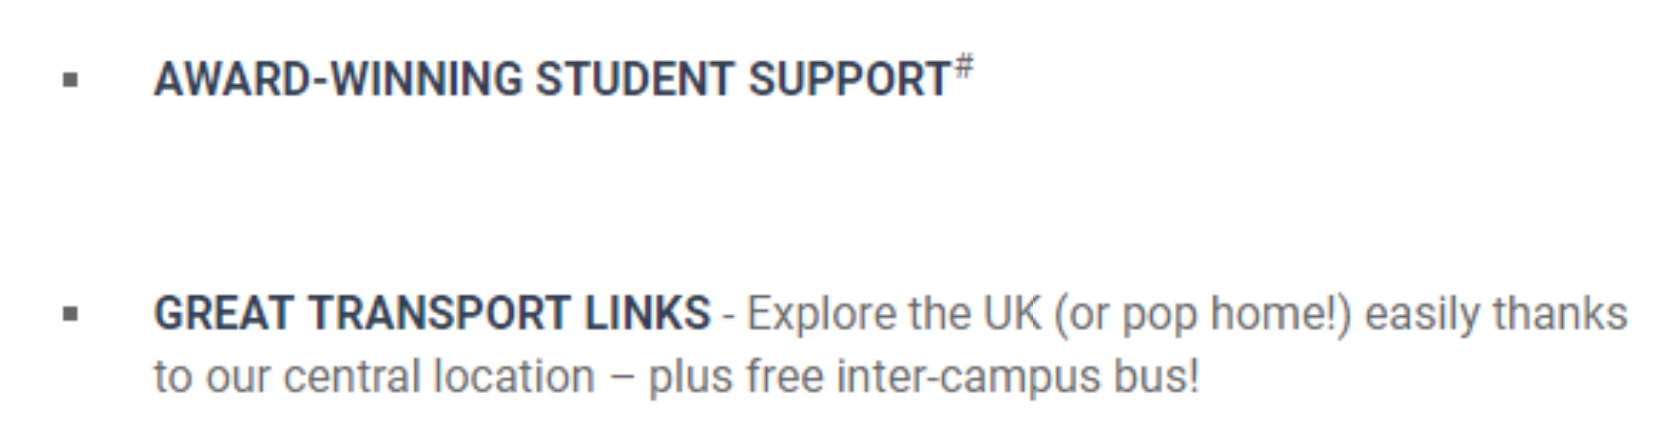 ▪ AWARD-WINNING STUDENT SUPPORT#
▪ GREAT TRANSPORT LINKS - Explore the UK (or pop home!) easily thanks
to our central location – plus free inter-campus bus!